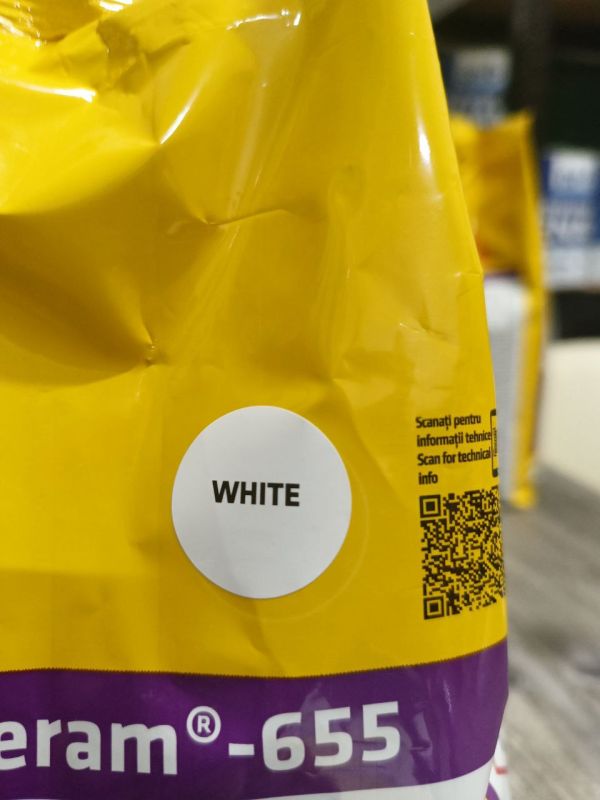 Scanați pentru
informații tehnice
Scan for technical
info
WHITE
eram®-655